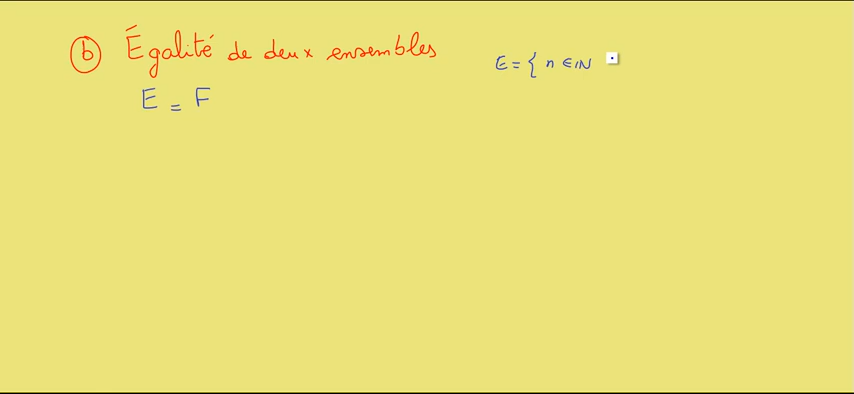 b Égalité de deux ensembles
E = { n ∈ ℕ
E = F